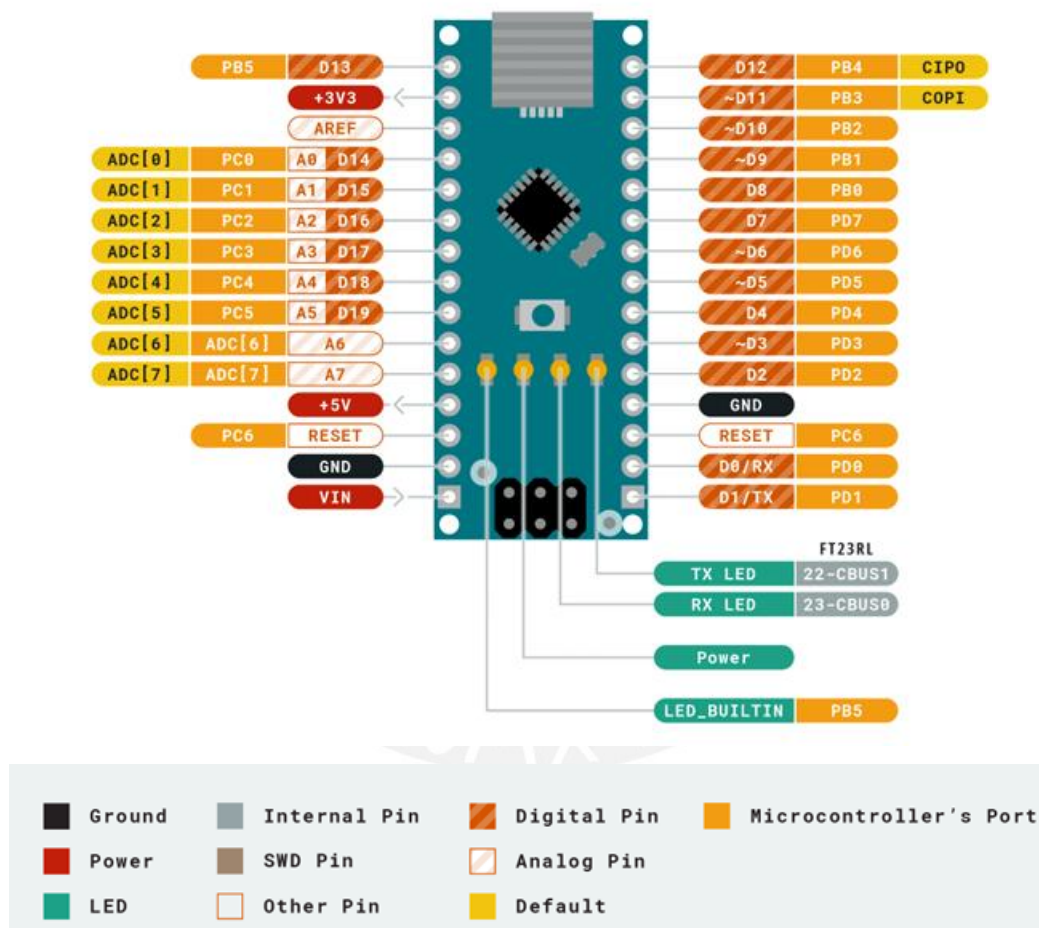 PB5 D13 D12 PB4 CIPO
+3V3 ~D11 PB3 COPI
AREF ~D10 PB2
ADC[0] PC0 A0 D14 ~D9 PB1
ADC[1] PC1 A1 D15 D8 PB0
ADC[2] PC2 A2 D16 D7 PD7
ADC[3] PC3 A3 D17 ~D6 PD6
ADC[4] PC4 A4 D18 ~D5 PD5
ADC[5] PC5 A5 D19 D4 PD4
ADC[6] ADC[6] A6 ~D3 PD3
ADC[7] ADC[7] A7 D2 PD2
+5V GND
PC6 RESET RESET PC6
GND D0/RX PD0
VIN D1/TX PD1
FT23RL
TX LED 22-CBUS1
RX LED 23-CBUS0
Power
LED_BUILTIN PB5
Ground Internal Pin Digital Pin Microcontroller's Port
Power SWD Pin Analog Pin
LED Other Pin Default